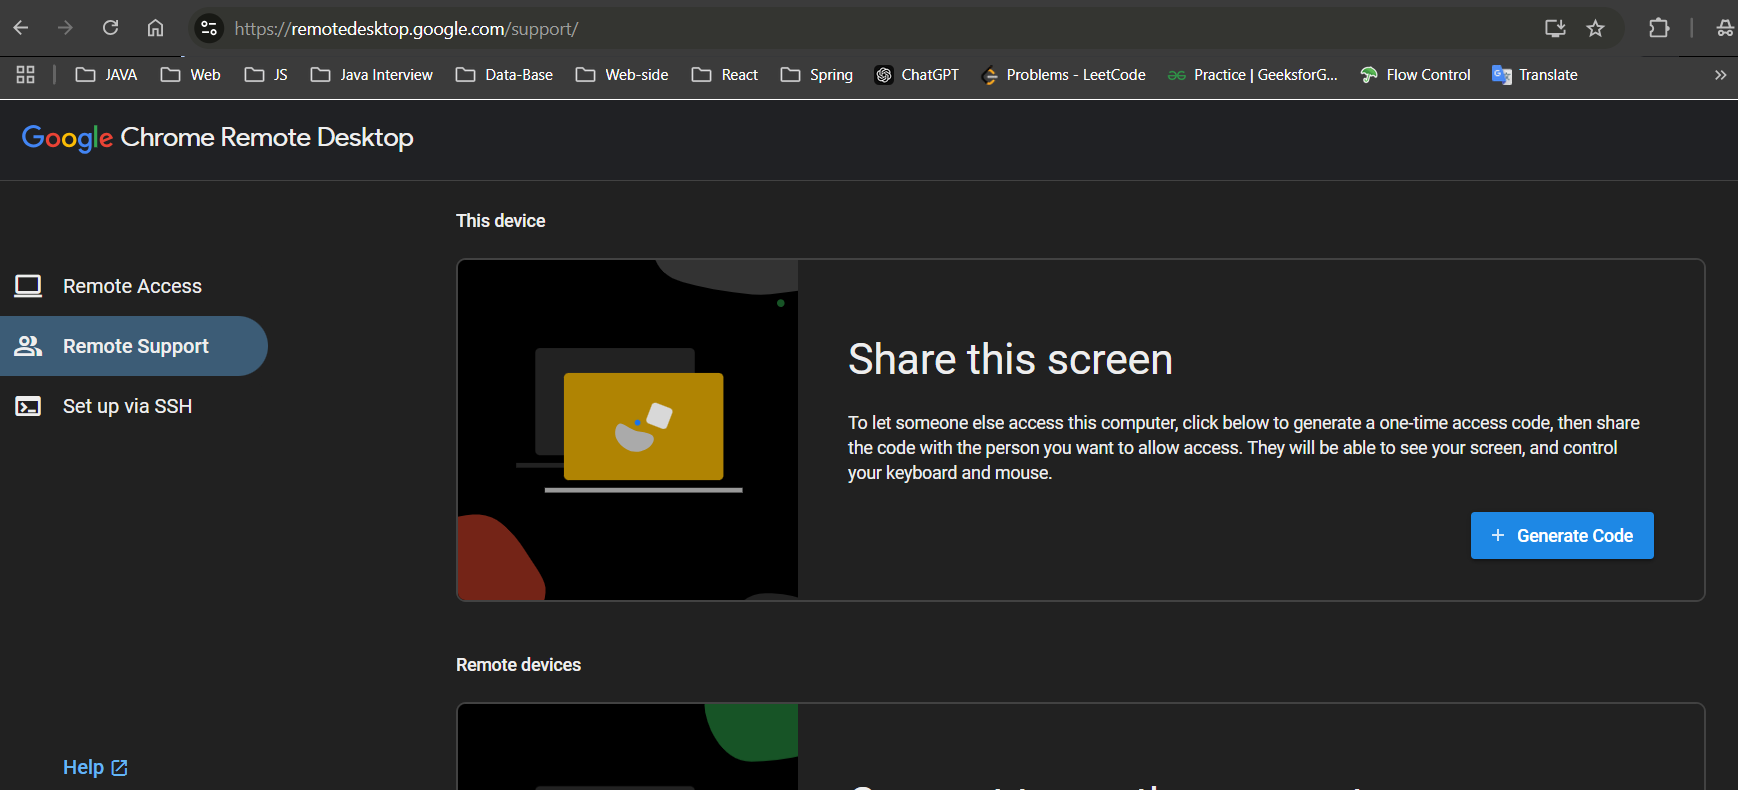 https://remotedesktop.google.com/support/
JAVA Web JS Java Interview Data-Base Web-side React Spring ChatGPT Problems - LeetCode Practice | GeeksforG... Flow Control Translate
Google Chrome Remote Desktop
This device
Remote Access
Remote Support
Set up via SSH
Share this screen
To let someone else access this computer, click below to generate a one-time access code, then share
the code with the person you want to allow access. They will be able to see your screen, and control
your keyboard and mouse.
+ Generate Code
Remote devices
Help